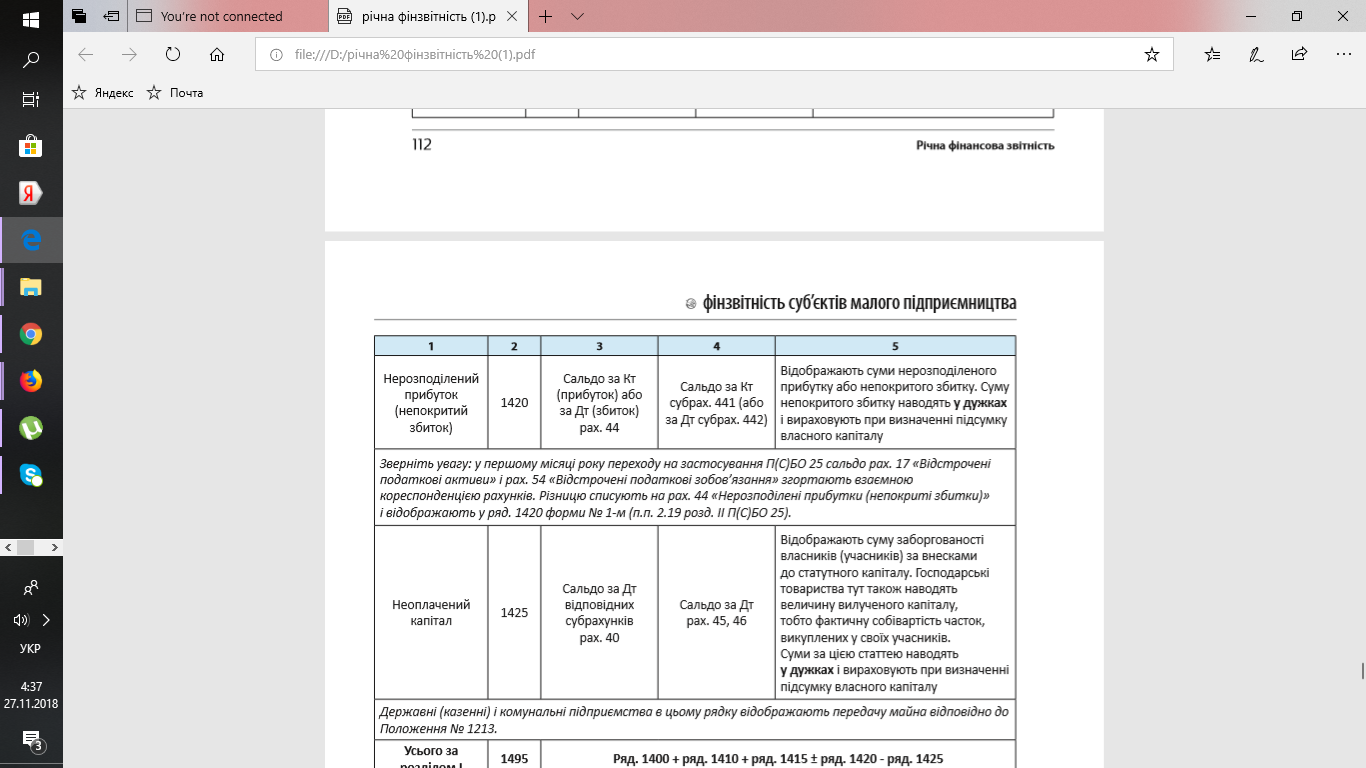 You're not connected
річна фінзвітність (1).p
file:///D:/річна%20фінзвітність%20(1).pdf
Яндекс
Почта
112
Річна фінансова звітність
фінзвітність суб'єктів малого підприємництва
1
2
3
4
5
Нерозподілений
прибуток
(непокритий
збиток)
1420
Сальдо за Кт
(прибуток) або
за Дт (збиток)
рах. 44
Сальдо за Кт
субрах. 441 (або
за Дт субрах. 442)
Відображають суми нерозподіленого
прибутку або непокритого збитку. Суму
непокритого збитку наводять у дужках
і вираховують при визначенні підсумку
власного капіталу
Зверніть увагу: у першому місяці року переходу на застосування П(С)БО 25 сальдо рах. 17 «Відстрочені
податкові активи» і рах. 54 «Відстрочені податкові зобов'язання» згортають взаємною
кореспонденцією рахунків. Різницю списують на рах. 44 «Нерозподілені прибутки (непокриті збитки)»
і відображають у ряд. 1420 форми № 1-м (п.п. 2.19 розд. ІІ П(С)БО 25).
Неоплачений
капітал
1425
Сальдо за Дт
відповідних
субрахунків
рах. 40
Сальдо за Дт
рах. 45, 46
Відображають суму заборгованості
власників (учасників) за внесками
до статутного капіталу. Господарські
товариства тут також наводять
величину вилученого капіталу,
тобто фактичну собівартість часток,
викуплених у своїх учасників.
Суми за цією статтею наводять
у дужках і вираховують при визначенні
підсумку власного капіталу
Державні (казенні) і комунальні підприємства в цьому рядку відображають передачу майна відповідно до
Положення № 1213.
Усього за
розділом І
1495
Ряд. 1400 + ряд. 1410 + ряд. 1415 ± ряд. 1420 - ряд. 1425
УКР
4:37
27.11.2018
3